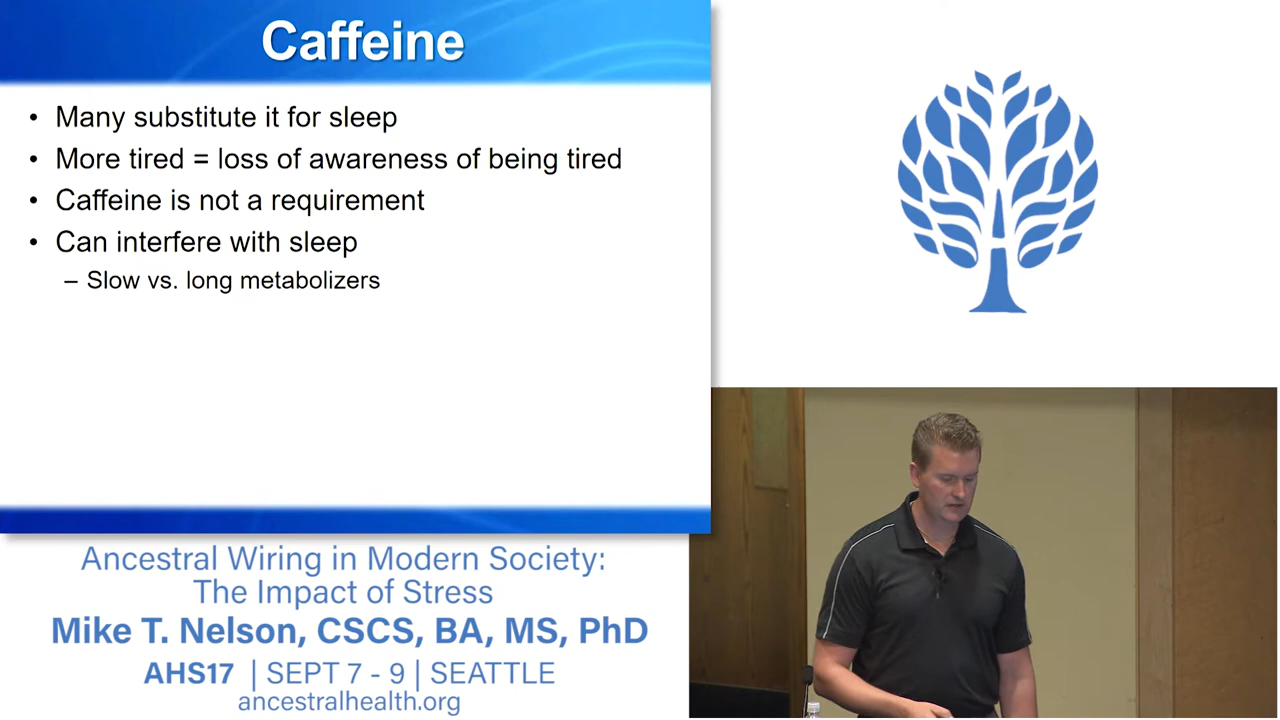 Caffeine
• Many substitute it for sleep
• More tired = loss of awareness of being tired
• Caffeine is not a requirement
• Can interfere with sleep
– Slow vs. long metabolizers
Ancestral Wiring in Modern Society:
The Impact of Stress
Mike T. Nelson, CSCS, BA, MS, PhD
AHS17 | SEPT 7 - 9 | SEATTLE
ancestralhealth.org